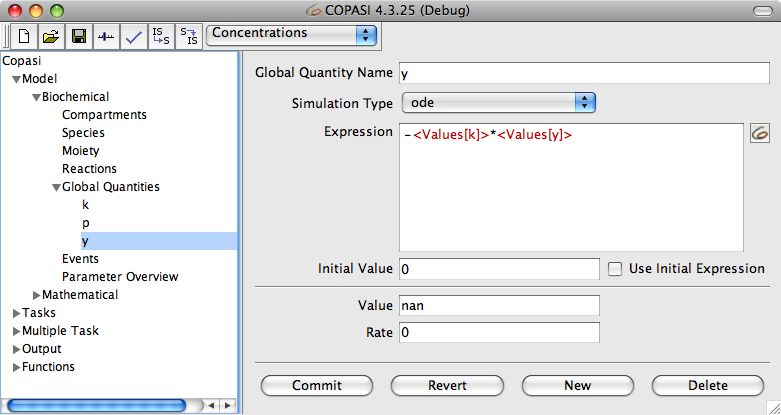 COPASI 4.3.25 (Debug)
IS
S
S
IS
Concentrations
Copasi
Model
Biochemical
Compartments
Species
Moiety
Reactions
Global Quantities
k
p
y
Events
Parameter Overview
Mathematical
Tasks
Multiple Task
Output
Functions
Global Quantity Name y
Simulation Type ode
Expression -<Values[k]>*<Values[y]>
Initial Value 0 Use Initial Expression
Value nan
Rate 0
Commit Revert New Delete